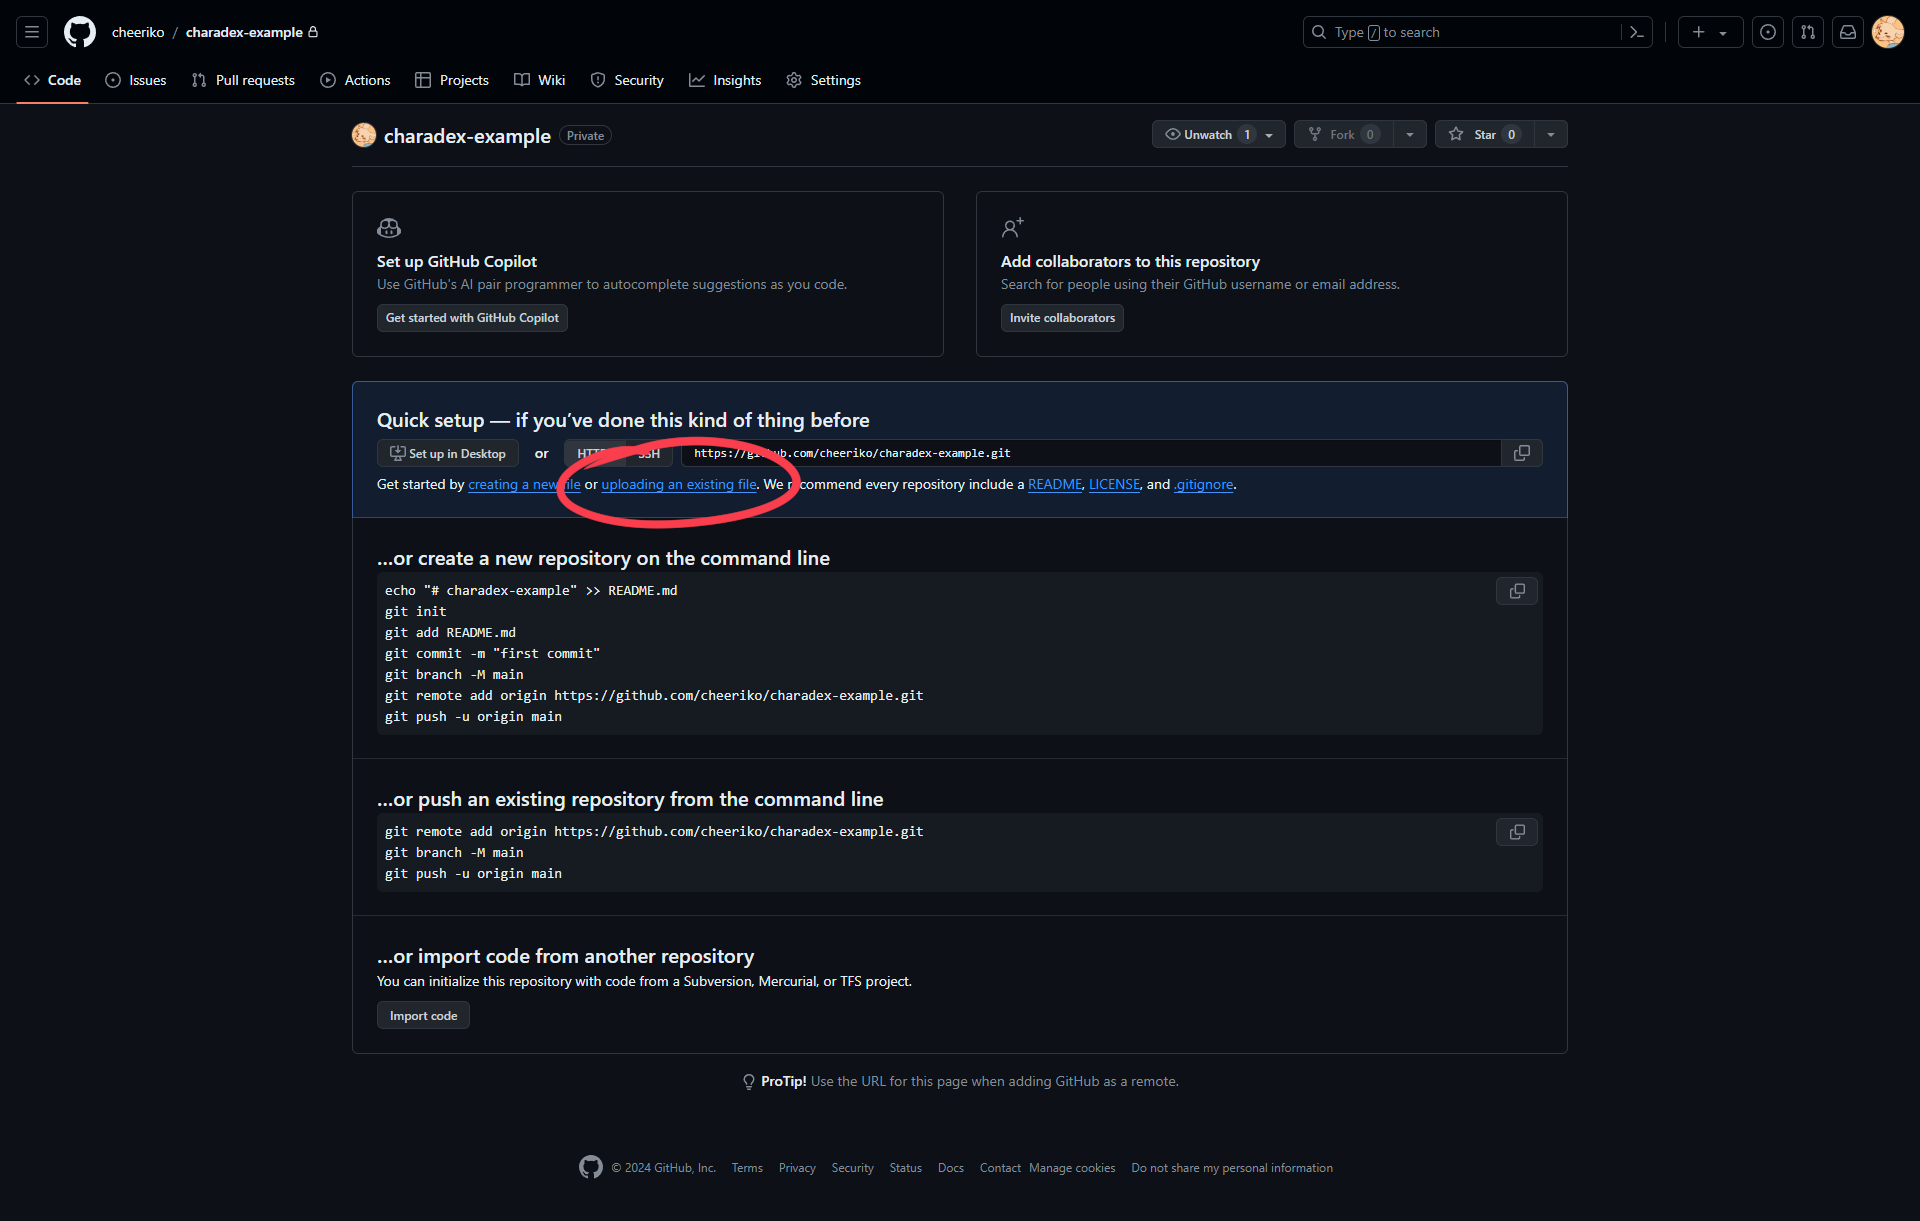 cheeriko / charadex-example
Type / to search
Code Issues Pull requests Actions Projects Wiki Security Insights Settings
charadex-example Private
Unwatch 1 Fork 0 Star 0
Set up GitHub Copilot
Use GitHub's AI pair programmer to autocomplete suggestions as you code.
Get started with GitHub Copilot
Add collaborators to this repository
Search for people using their GitHub username or email address.
Invite collaborators
Quick setup — if you’ve done this kind of thing before
Set up in Desktop or SSH https://github.com/cheeriko/charadex-example.git
Get started by creating a new file or uploading an existing file. We recommend every repository include a README, LICENSE, and .gitignore.
…or create a new repository on the command line
echo "# charadex-example" >> README.md
git init
git add README.md
git commit -m "first commit"
git branch -M main
git remote add origin https://github.com/cheeriko/charadex-example.git
git push -u origin main
…or push an existing repository from the command line
git remote add origin https://github.com/cheeriko/charadex-example.git
git branch -M main
git push -u origin main
…or import code from another repository
You can initialize this repository with code from a Subversion, Mercurial, or TFS project.
Import code
ProTip! Use the URL for this page when adding GitHub as a remote.
© 2024 GitHub, Inc. Terms Privacy Security Status Docs Contact Manage cookies Do not share my personal information